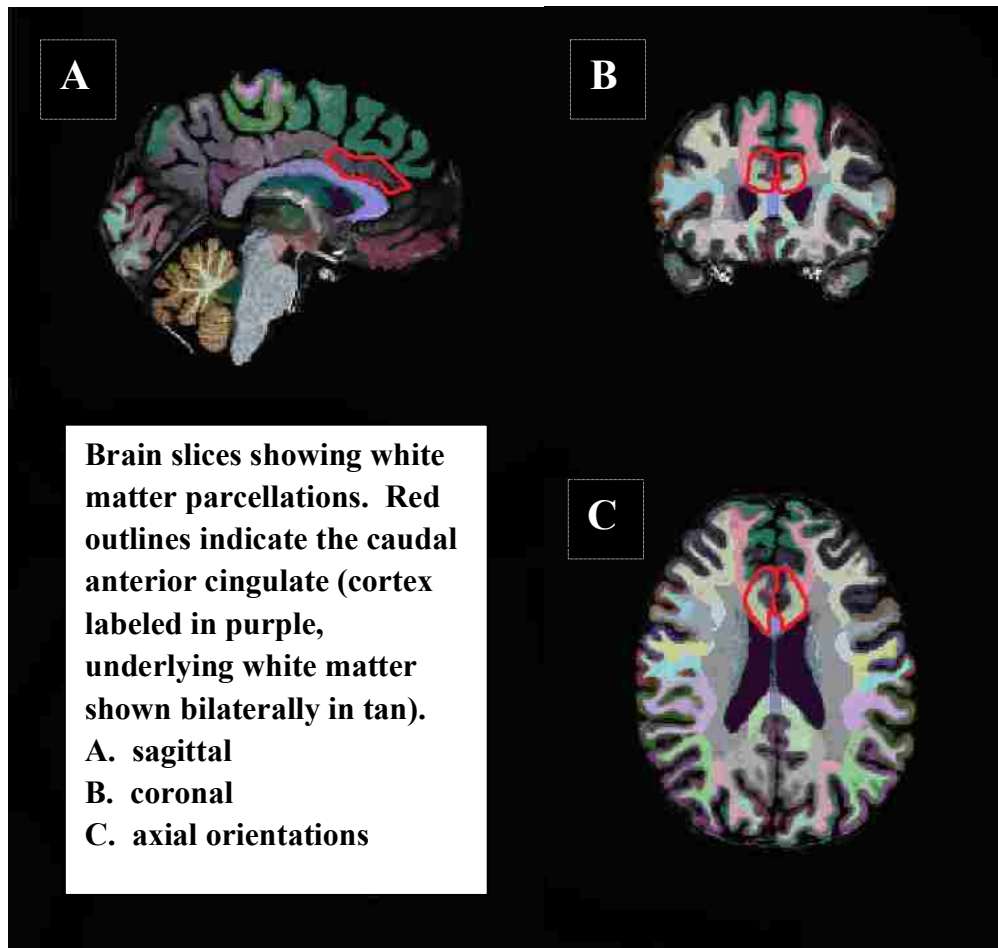 A
B
Brain slices showing white
matter parcellations.  Red
outlines indicate the caudal
anterior cingulate (cortex
labeled in purple,
underlying white matter
shown bilaterally in tan).
A.  sagittal
B.  coronal
C.  axial orientations
C